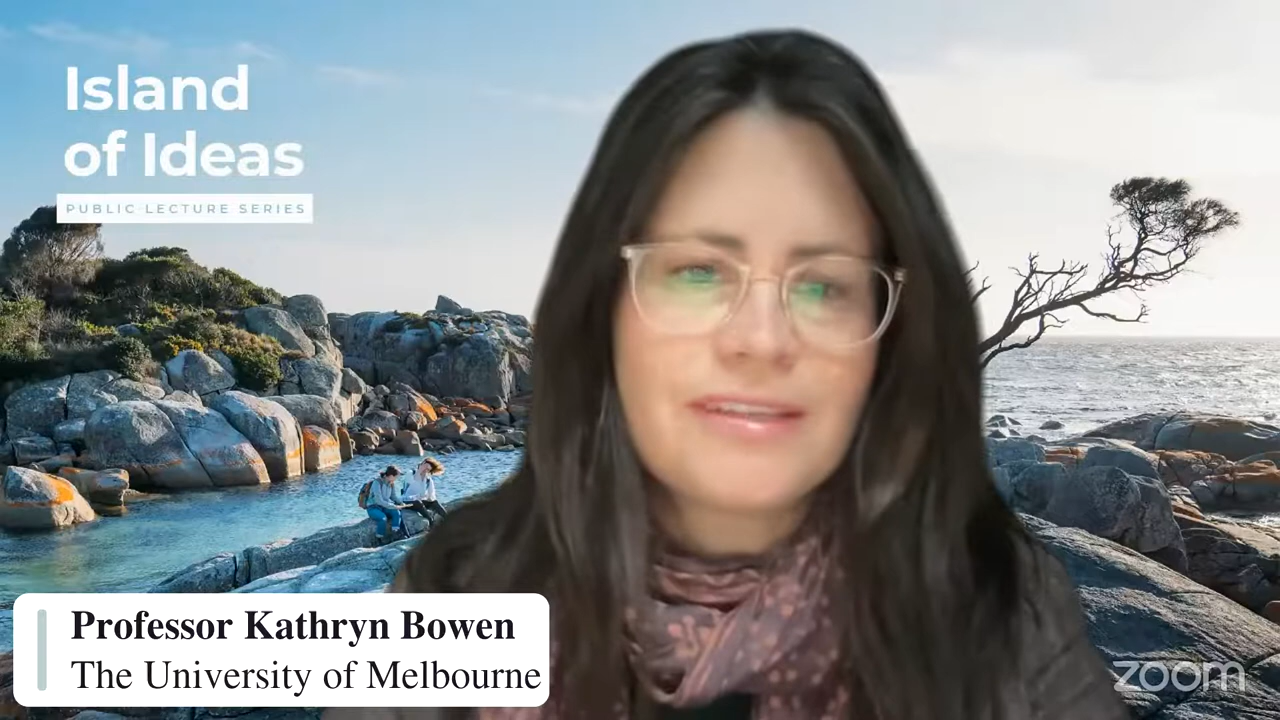 Island
of Ideas
PUBLIC LECTURE SERIES
Professor Kathryn Bowen
The University of Melbourne
zoom